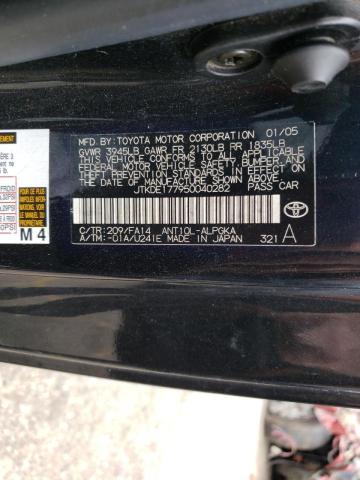 MFD. BY: TOYOTA MOTOR CORPORATION 01/05
GVWR 3945LB GAWR FR 2130LB RR 1835LB
THIS VEHICLE CONFORMS TO ALL APPLICABLE
FEDERAL MOTOR VEHICLE SAFETY, BUMPER, AND
THEFT PREVENTION STANDARDS IN EFFECT ON THE
DATE OF MANUFACTURE SHOWN ABOVE.
JTKDE177950040282 PASS CAR
C/TR: 209/FA14 ANT10L-ALPGKA
A/TM: -01A/U241E MADE IN JAPAN 321 A
TOYOTA
M 4